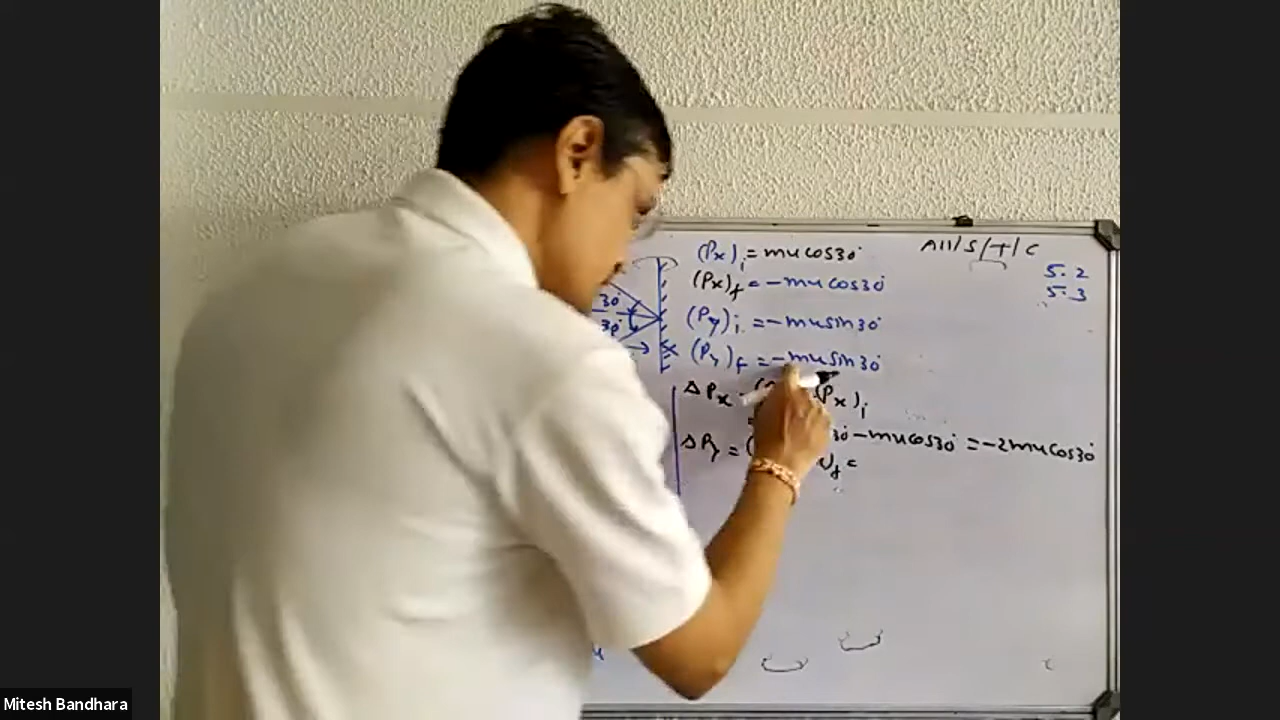 (Px)i = mu cos30°
(Px)f = -mu cos30°
(Py)i = -mu sin30°
(Py)f = -mu sin30
ΔPx (Px)i
30° - mu cos30° = -2mu cos30°
ΔPy = (
All/S/T/C
5.2
5.3
30°
30°
Mitesh Bandhara